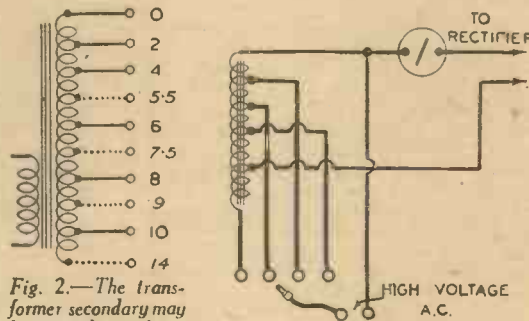 0
2
4
5·5
6
7·5
8
9
10
14
TO
RECTIFIER
HIGH VOLTAGE
A.C.
Fig. 2.—The trans-
former secondary may